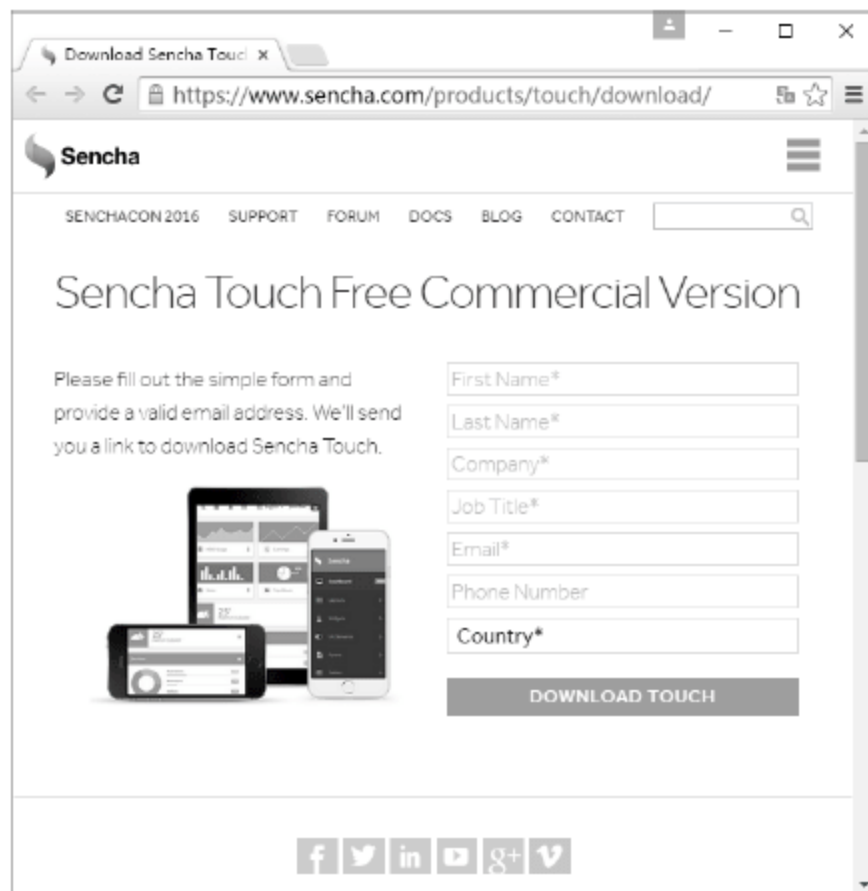 Download Sencha Touc
https://www.sencha.com/products/touch/download/
Sencha
SENCHACON 2016 SUPPORT FORUM DOCS BLOG CONTACT
Sencha Touch Free Commercial Version
Please fill out the simple form and
provide a valid email address. We'll send
you a link to download Sencha Touch.
First Name*
Last Name*
Company*
Job Title*
Email*
Phone Number
Country*
DOWNLOAD TOUCH